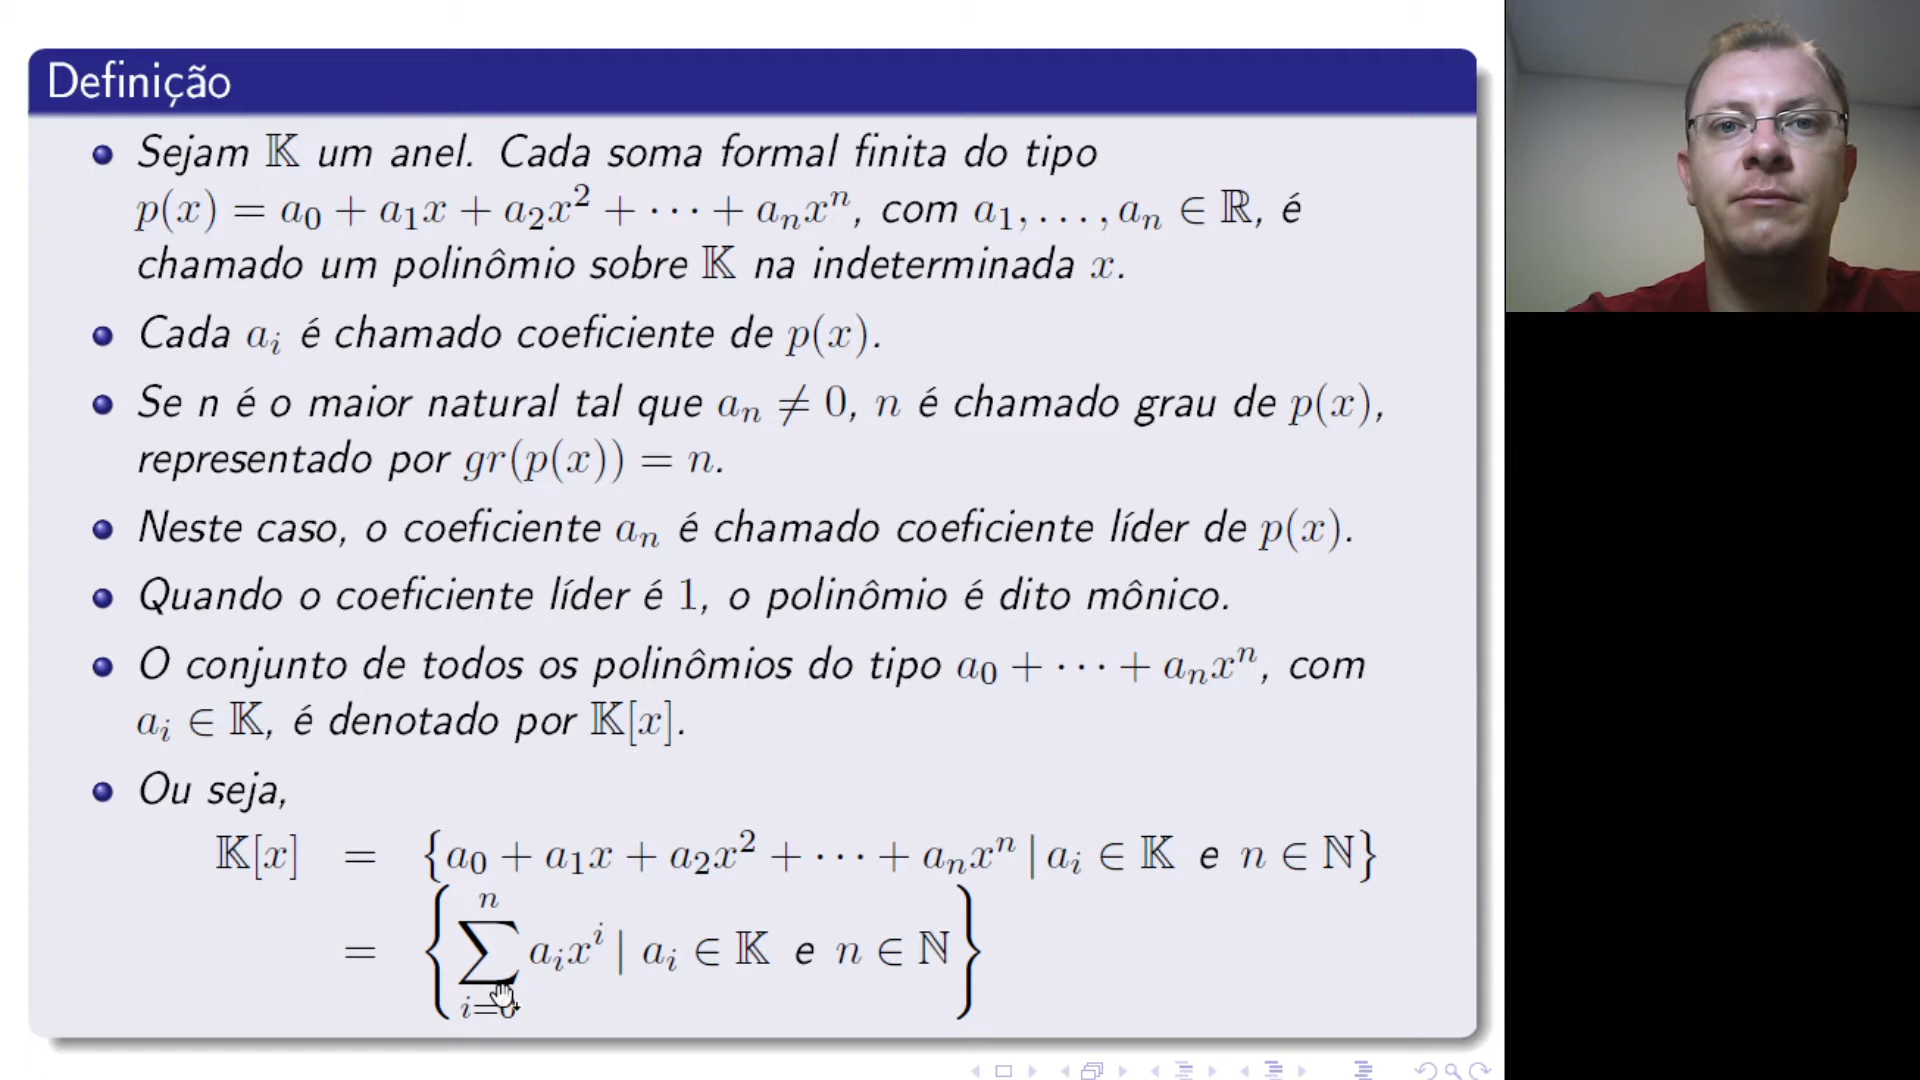 Definição
Sejam 𝕂 um anel. Cada soma formal finita do tipo
p(x) = a₀ + a₁x + a₂x² + ··· + aₙxⁿ, com a₁, ..., aₙ ∈ ℝ, é
chamado um polinômio sobre 𝕂 na indeterminada x.
Cada aᵢ é chamado coeficiente de p(x).
Se n é o maior natural tal que aₙ ≠ 0, n é chamado grau de p(x),
representado por gr(p(x)) = n.
Neste caso, o coeficiente aₙ é chamado coeficiente líder de p(x).
Quando o coeficiente líder é 1, o polinômio é dito mônico.
O conjunto de todos os polinômios do tipo a₀ + ··· + aₙxⁿ, com
aᵢ ∈ 𝕂, é denotado por 𝕂[x].
Ou seja,
𝕂[x] = {a₀ + a₁x + a₂x² + ··· + aₙxⁿ | aᵢ ∈ 𝕂 e n ∈ ℕ}
= {∑ⁿᵢ₌₀ aᵢxⁱ | aᵢ ∈ 𝕂 e n ∈ ℕ}